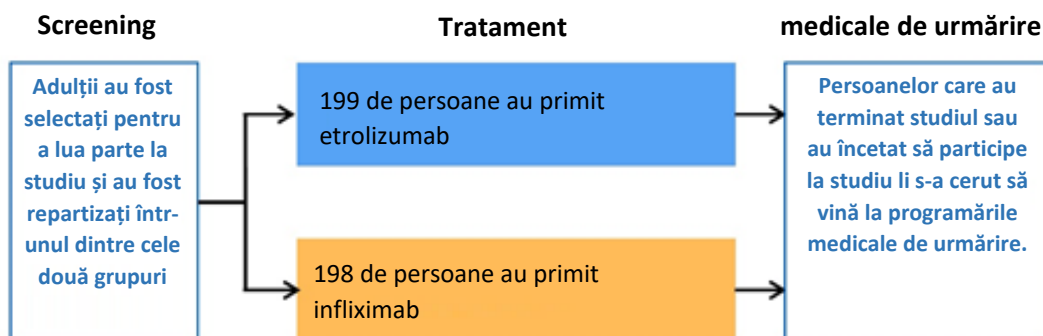 Screening
Tratament
medicale de urmărire
Adulții au fost
selectați pentru
a lua parte la
studiu și au fost
repartizați într-
unul dintre cele
două grupuri
199 de persoane au primit
etrolizumab
198 de persoane au primit
infliximab
Persoanelor care au
terminat studiul sau
au încetat să participe
la studiu li s-a cerut să
vină la programările
medicale de urmărire.